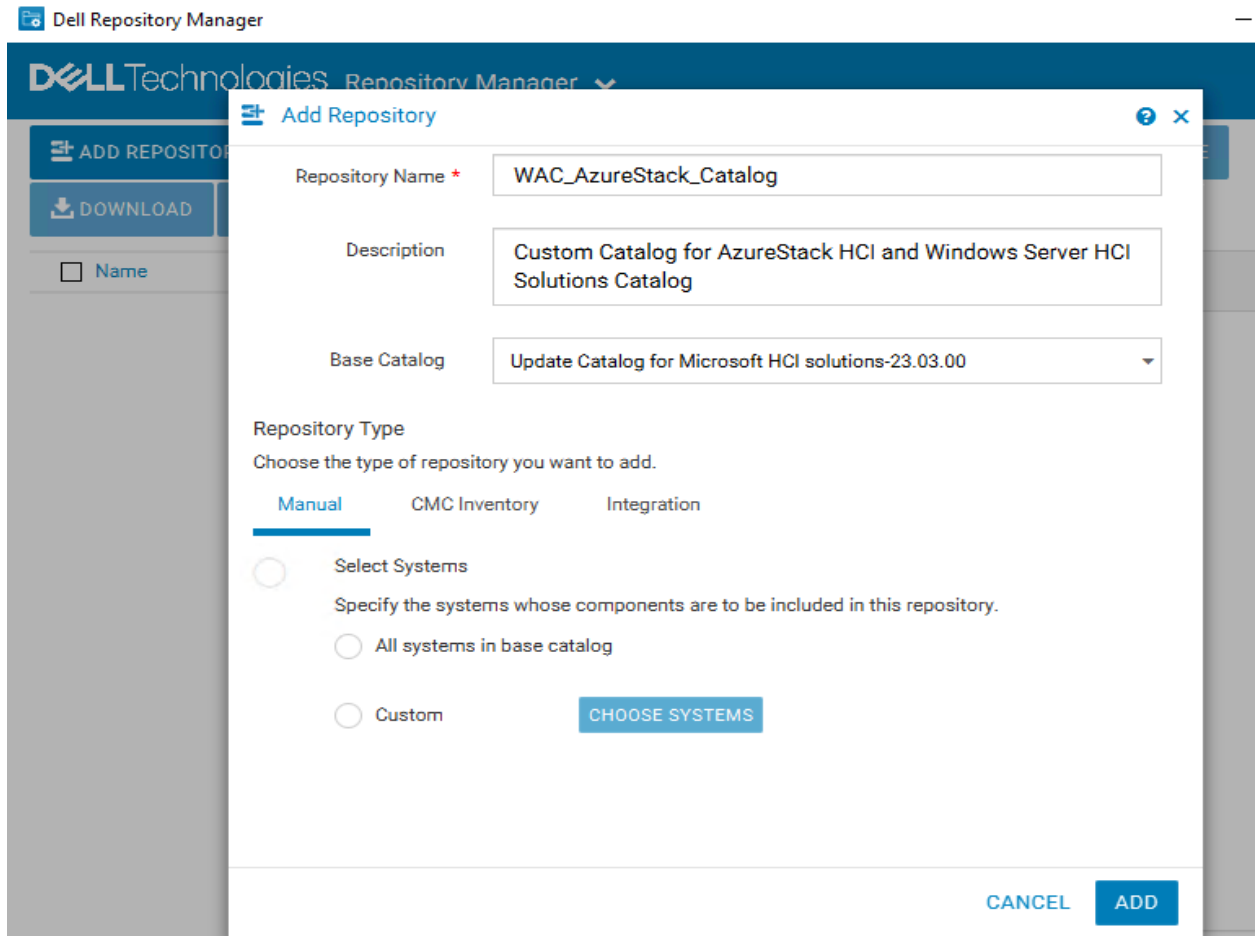 Dell Repository Manager
DELLTechnologies Repository Manager
Add Repository
ADD REPOSITOR
E
Repository Name *
WAC_AzureStack_Catalog
DOWNLOAD
Description
Custom Catalog for AzureStack HCI and Windows Server HCI
Solutions Catalog
Name
Base Catalog
Update Catalog for Microsoft HCI solutions-23.03.00
Repository Type
Choose the type of repository you want to add.
Manual CMC Inventory Integration
Select Systems
Specify the systems whose components are to be included in this repository.
All systems in base catalog
Custom CHOOSE SYSTEMS
CANCEL ADD